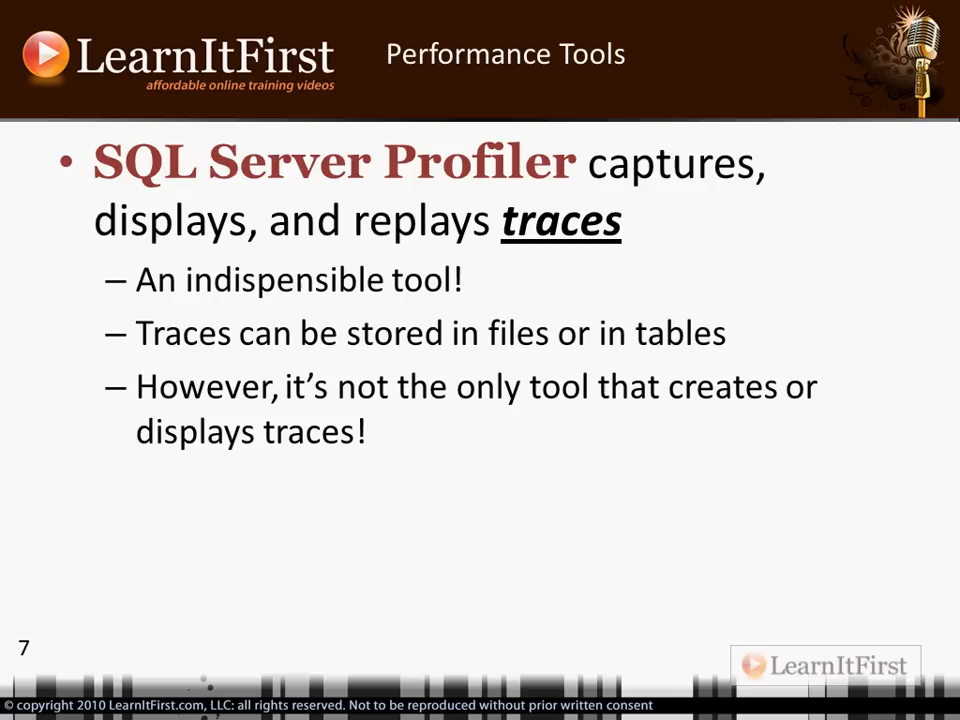 LearnItFirst
affordable online training videos
Performance Tools
• SQL Server Profiler captures,
displays, and replays traces
– An indispensible tool!
– Traces can be stored in files or in tables
– However, it's not the only tool that creates or
displays traces!
7
LearnItFirst
© copyright 2010 LearnItFirst.com, LLC: all rights reserved. Not to be reproduced without prior written consent